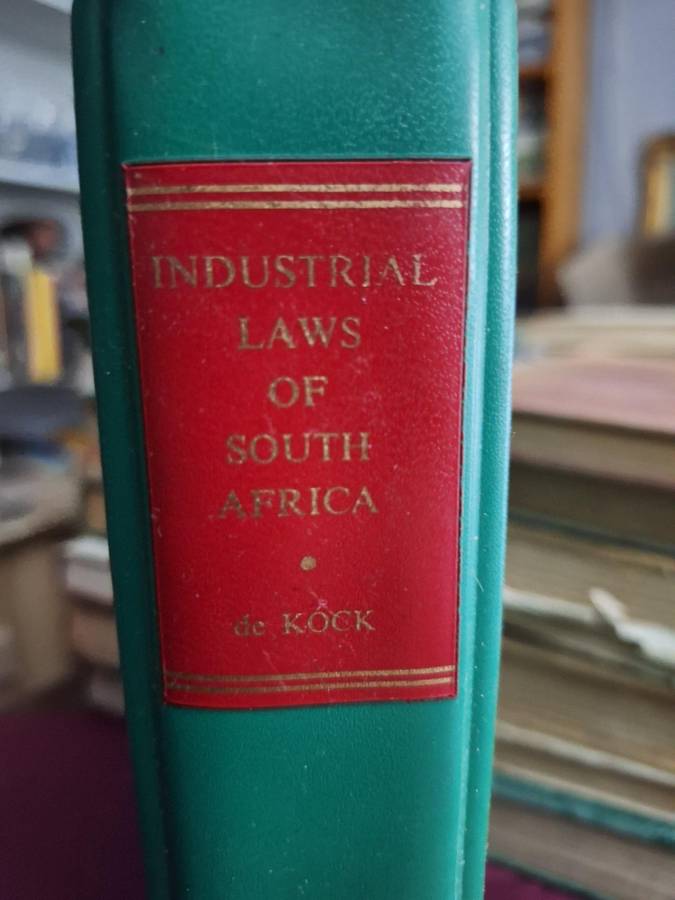 INDUSTRIAL
LAWS
OF
SOUTH
AFRICA
•
de KOCK